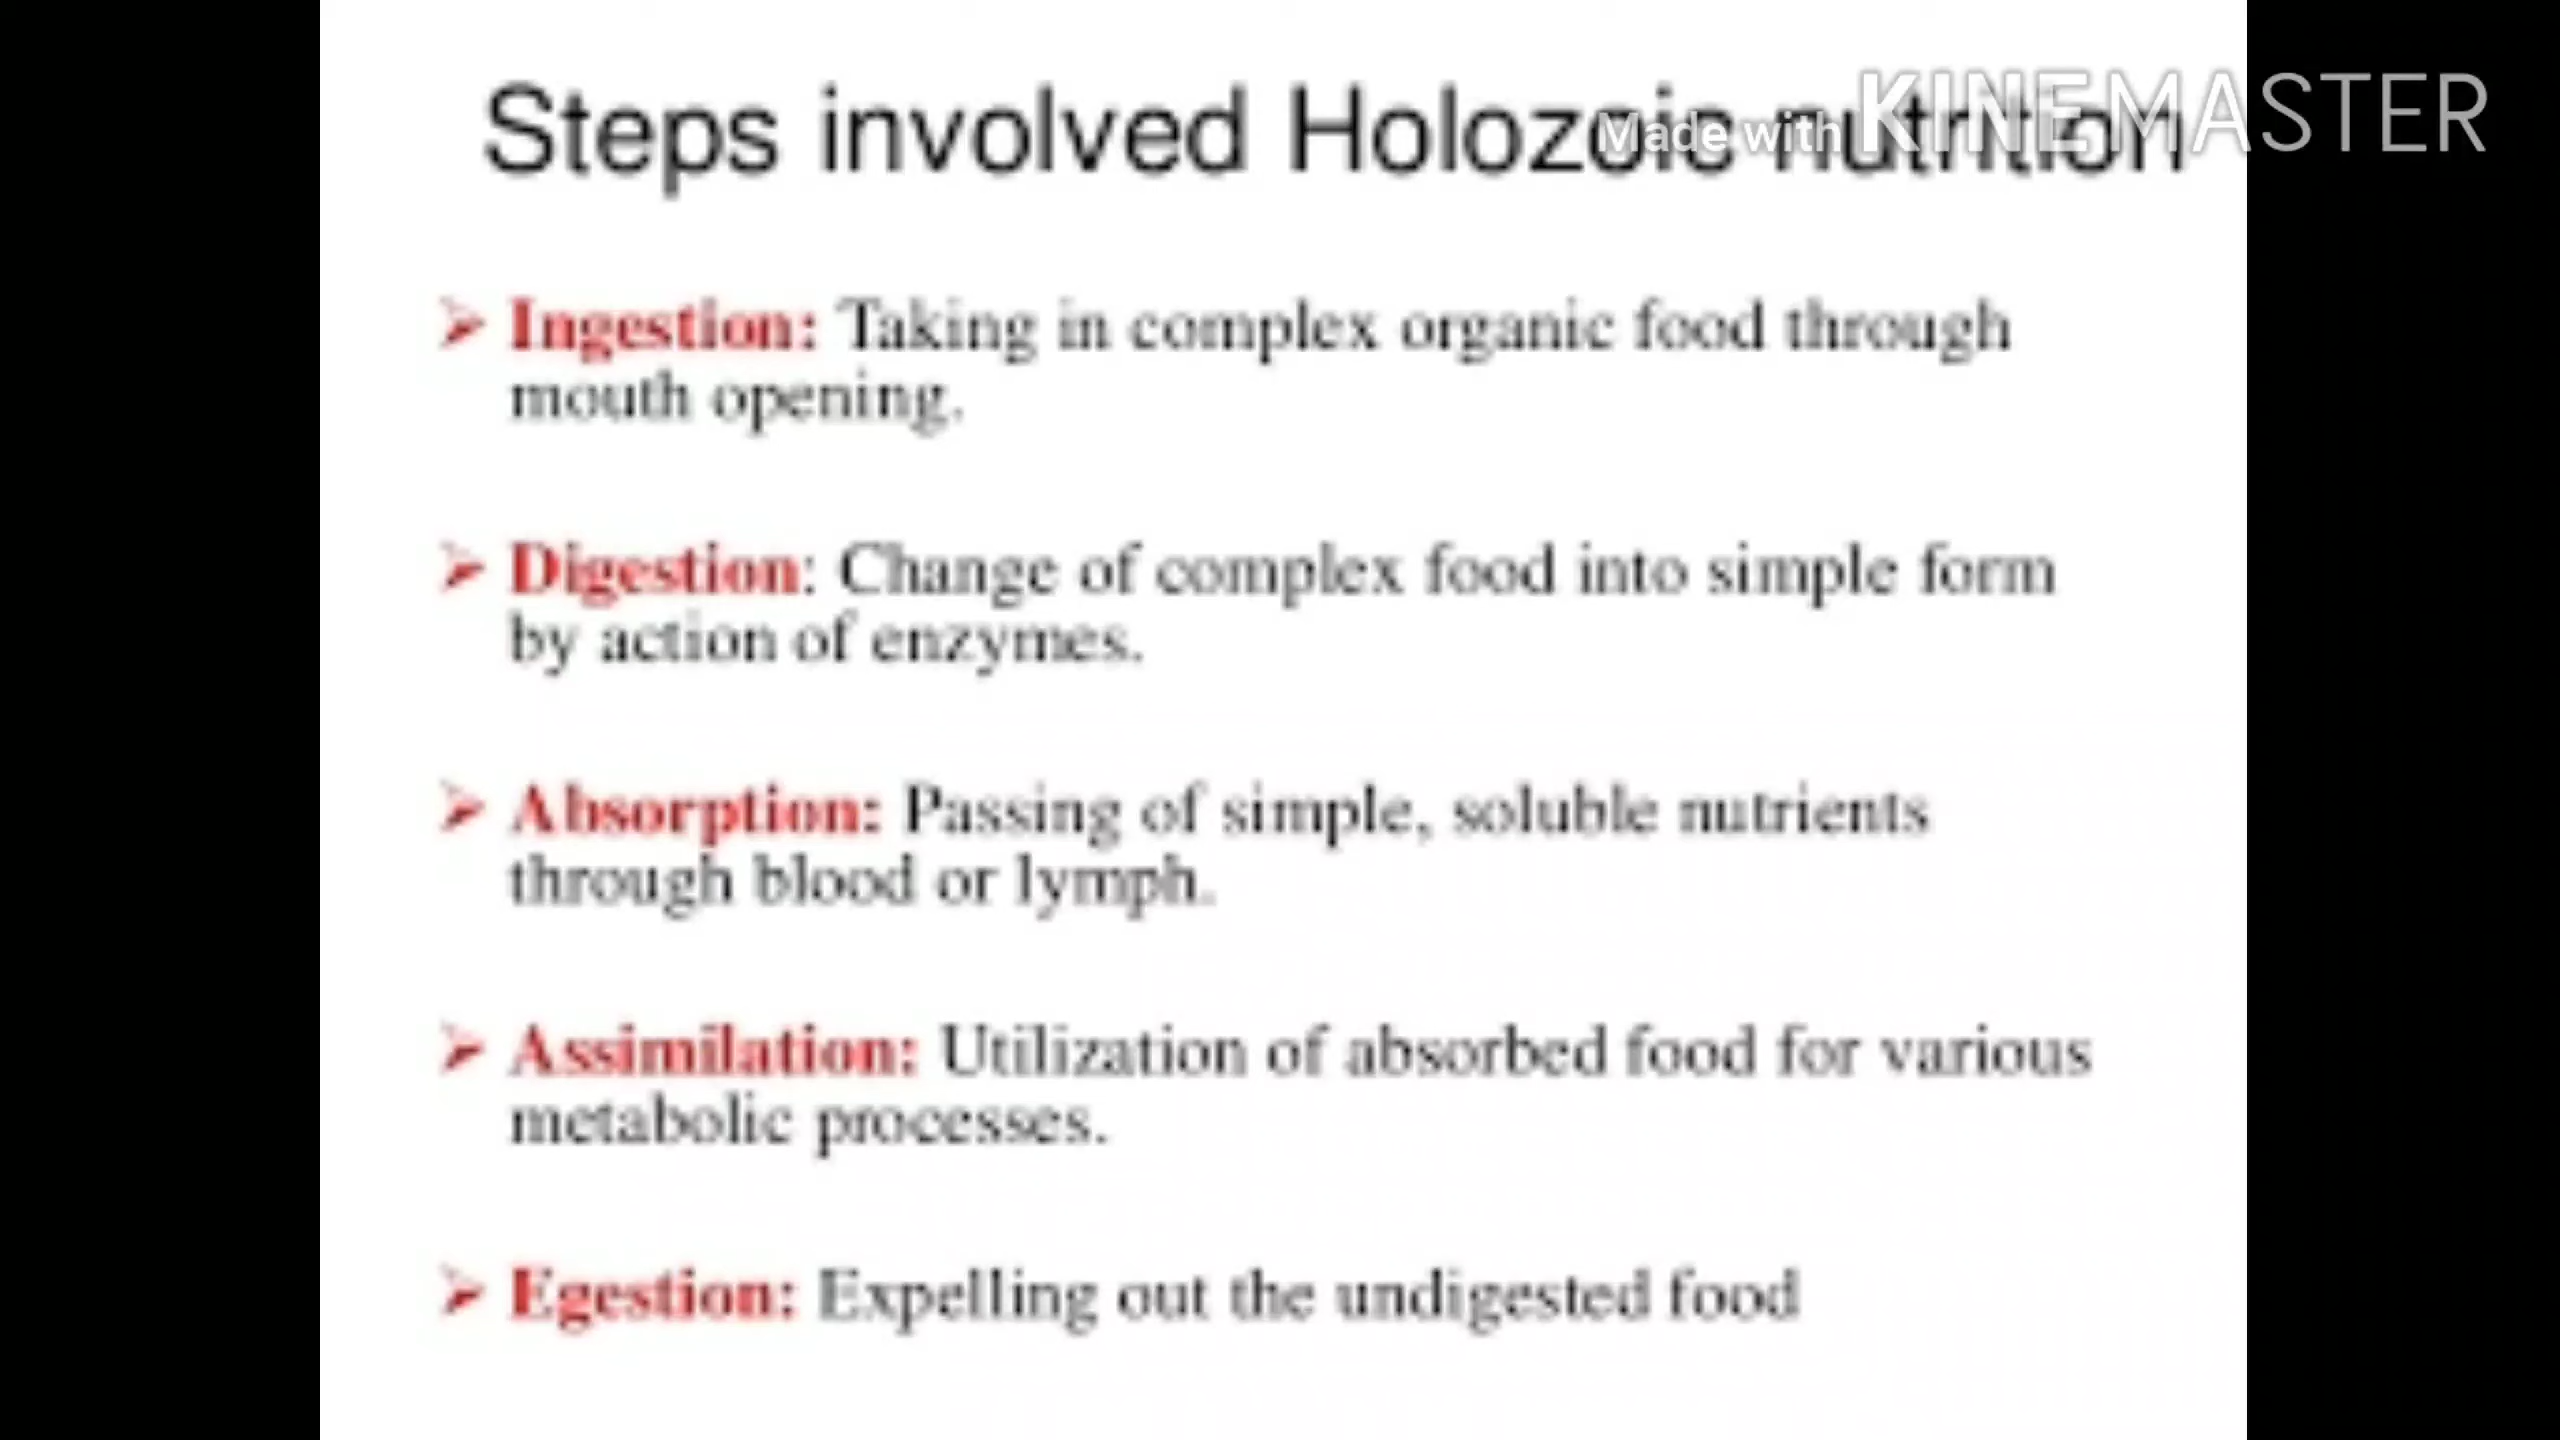 Steps involved Holozoic nutrition
Made with KINEMASTER
➢ Ingestion: Taking in complex organic food through
mouth opening.
➢ Digestion: Change of complex food into simple form
by action of enzymes.
➢ Absorption: Passing of simple, soluble nutrients
through blood or lymph.
➢ Assimilation: Utilization of absorbed food for various
metabolic processes.
➢ Egestion: Expelling out the undigested food